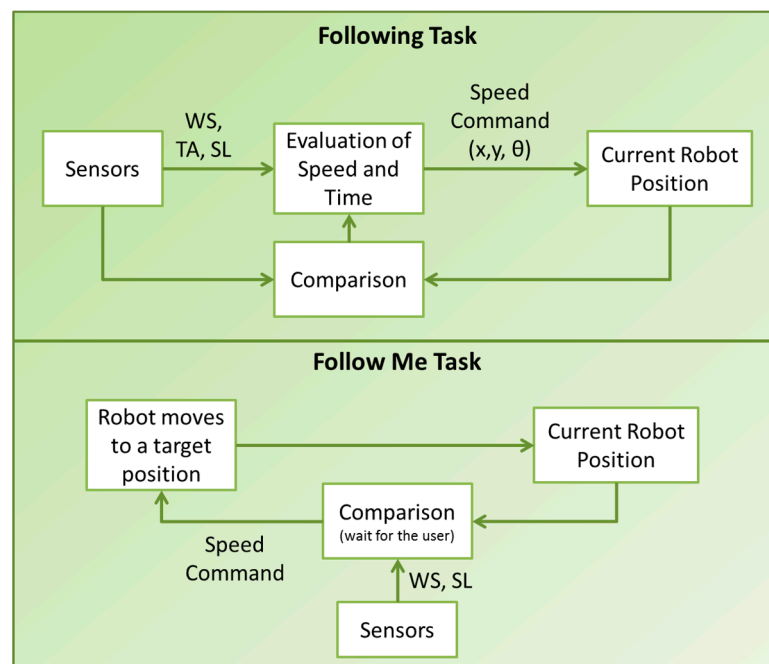 Following Task
WS,
TA, SL
Speed
Command
(x,y, θ)
Sensors
Evaluation of
Speed and
Time
Current Robot
Position
Comparison
Follow Me Task
Robot moves
to a target
position
Current Robot
Position
Comparison
(wait for the user)
Speed
Command
WS, SL
Sensors